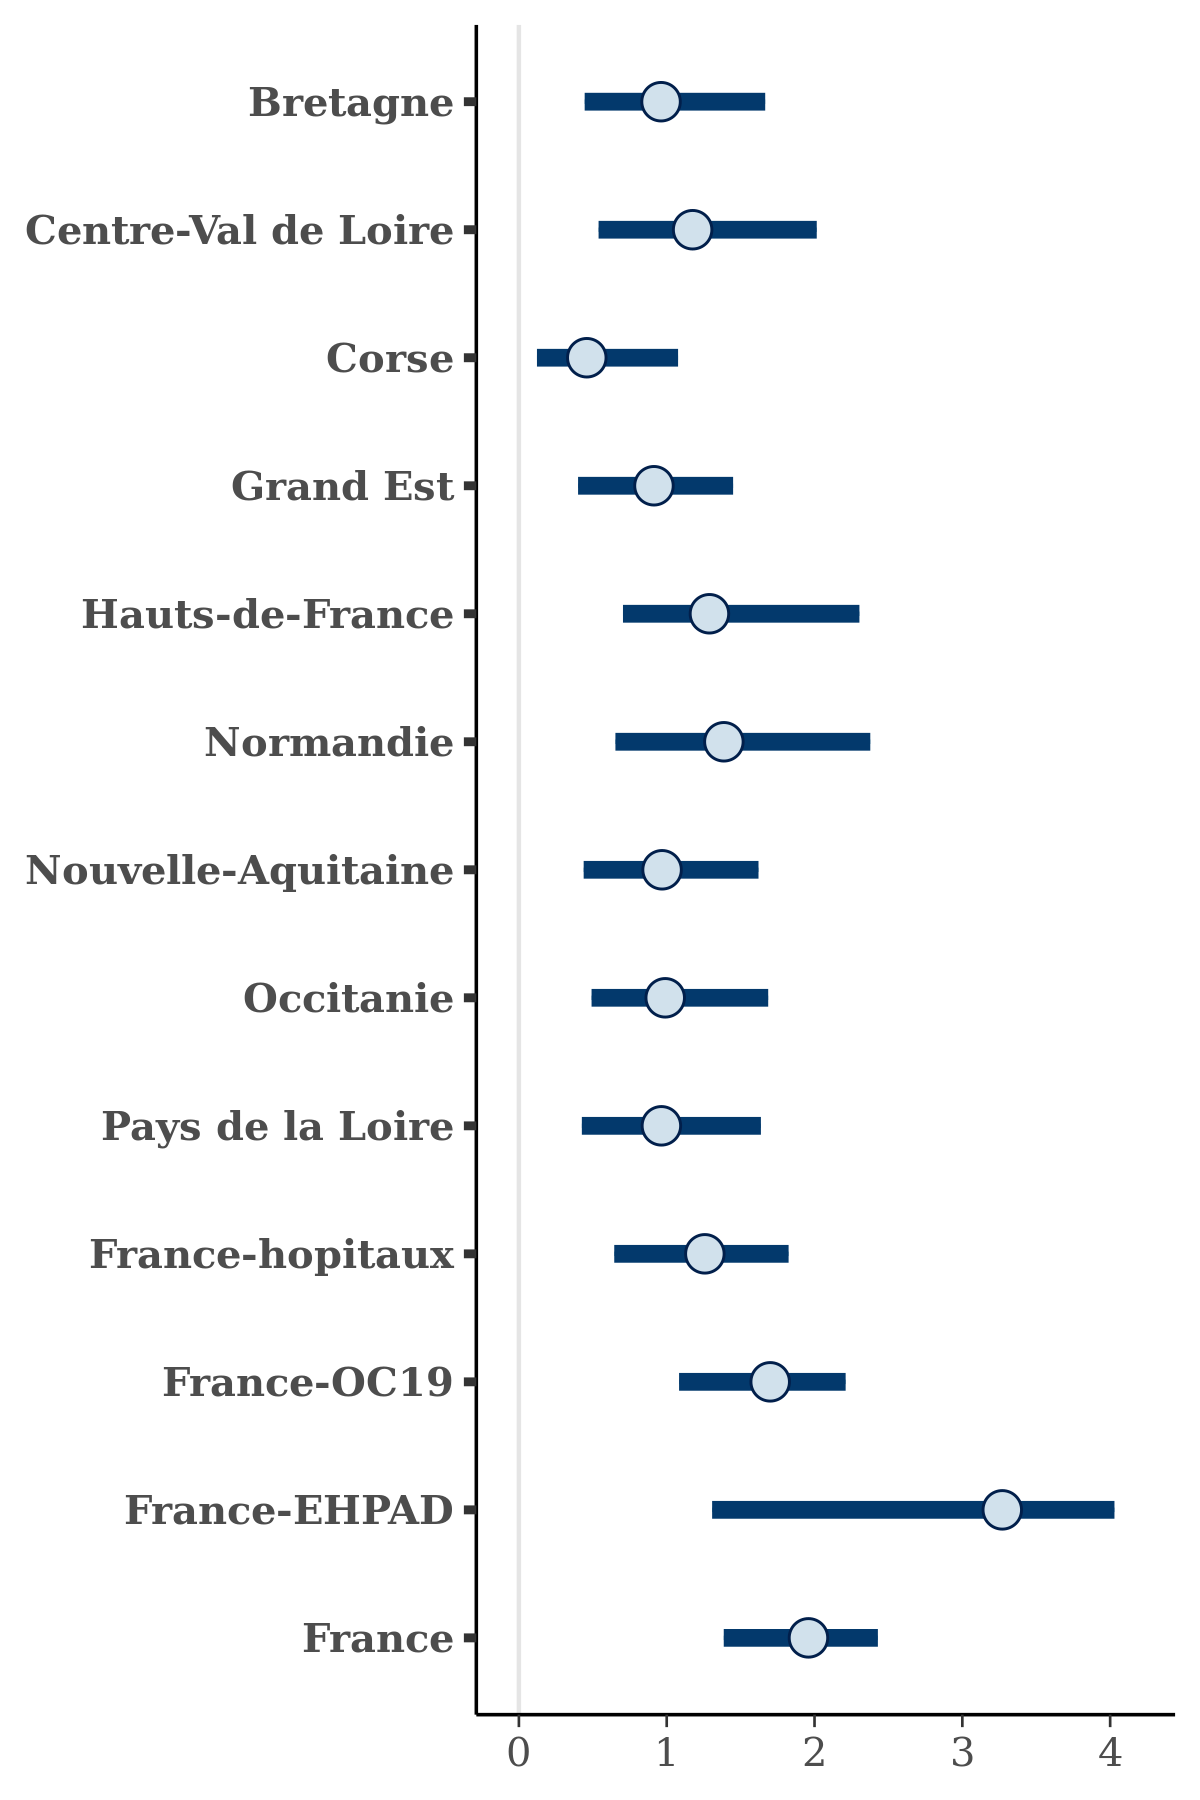 Bretagne
Centre-Val de Loire
Corse
Grand Est
Hauts-de-France
Normandie
Nouvelle-Aquitaine
Occitanie
Pays de la Loire
France-hopitaux
France-OC19
France-EHPAD
France
0 1 2 3 4